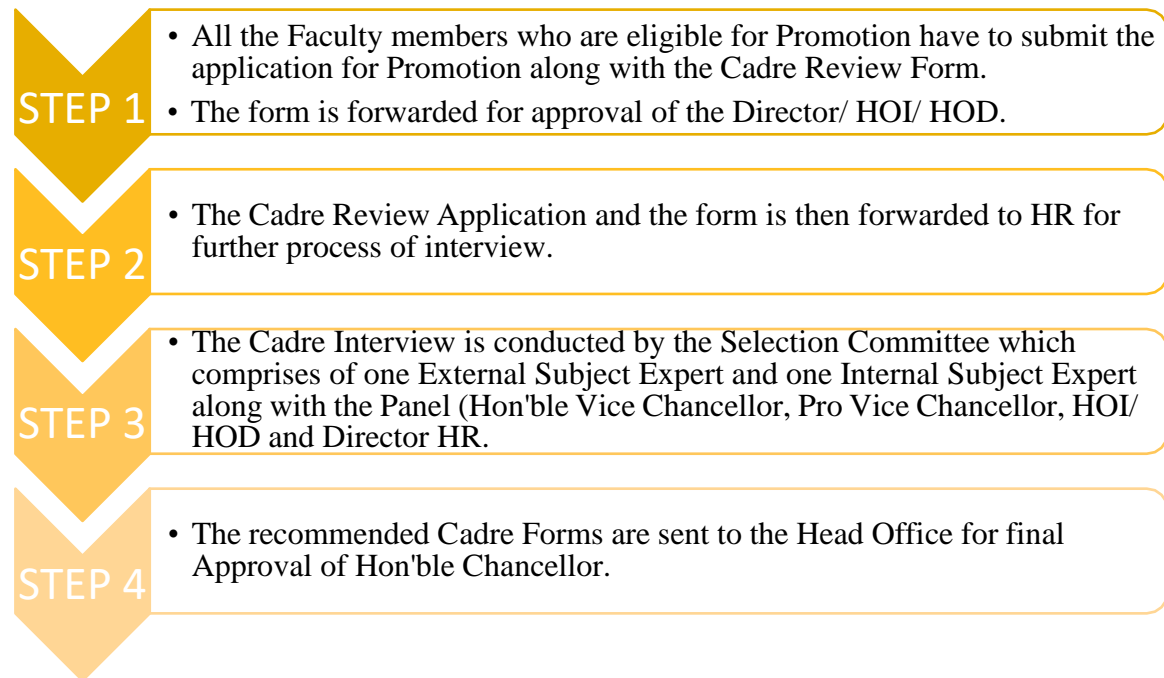 STEP 1
• All the Faculty members who are eligible for Promotion have to submit the
application for Promotion along with the Cadre Review Form.
• The form is forwarded for approval of the Director/ HOI/ HOD.
STEP 2
• The Cadre Review Application and the form is then forwarded to HR for
further process of interview.
STEP 3
• The Cadre Interview is conducted by the Selection Committee which
comprises of one External Subject Expert and one Internal Subject Expert
along with the Panel (Hon'ble Vice Chancellor, Pro Vice Chancellor, HOI/
HOD and Director HR.
STEP 4
• The recommended Cadre Forms are sent to the Head Office for final
Approval of Hon'ble Chancellor.